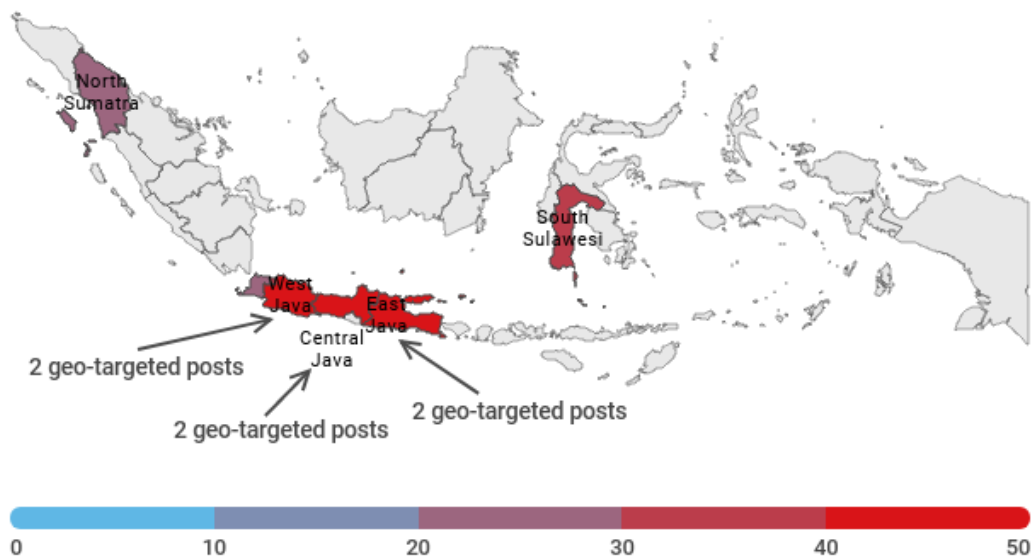 North
Sumatra
South
Sulawesi
West
Java
East
Java
Central
Java
2 geo-targeted posts
2 geo-targeted posts
2 geo-targeted posts
0 10 20 30 40 50